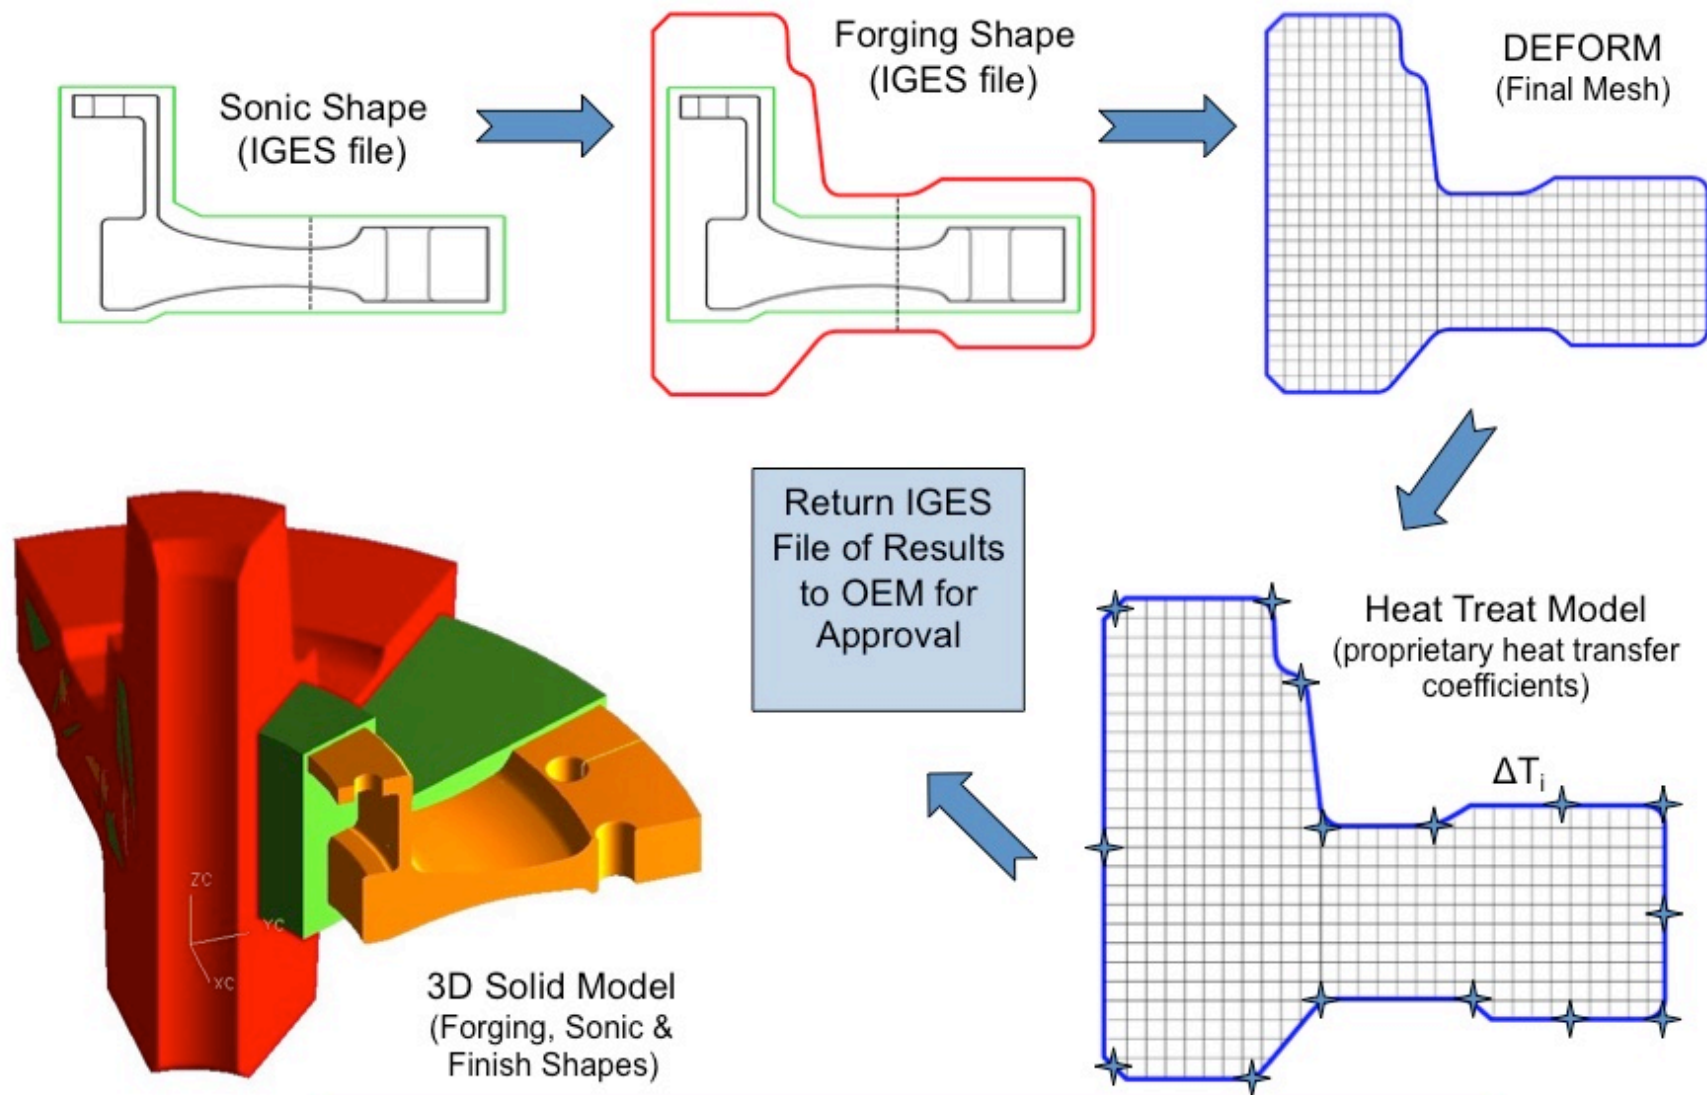 Sonic Shape
(IGES file)
Forging Shape
(IGES file)
DEFORM
(Final Mesh)
Heat Treat Model
(proprietary heat transfer
coefficients)
ΔTi
Return IGES
File of Results
to OEM for
Approval
3D Solid Model
(Forging, Sonic &
Finish Shapes)
ZC
YC
XC